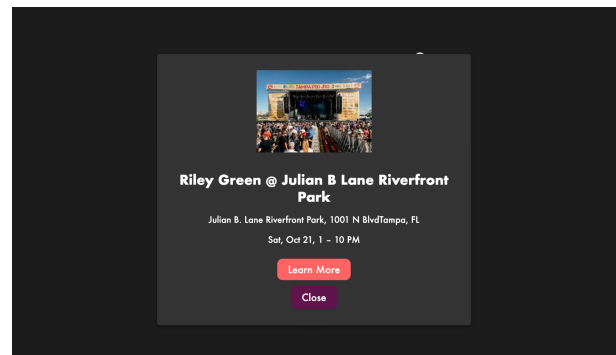 Riley Green @ Julian B Lane Riverfront
Park
Julian B. Lane Riverfront Park, 1001 N BlvdTampa, FL
Sat, Oct 21, 1 – 10 PM
Learn More
Close